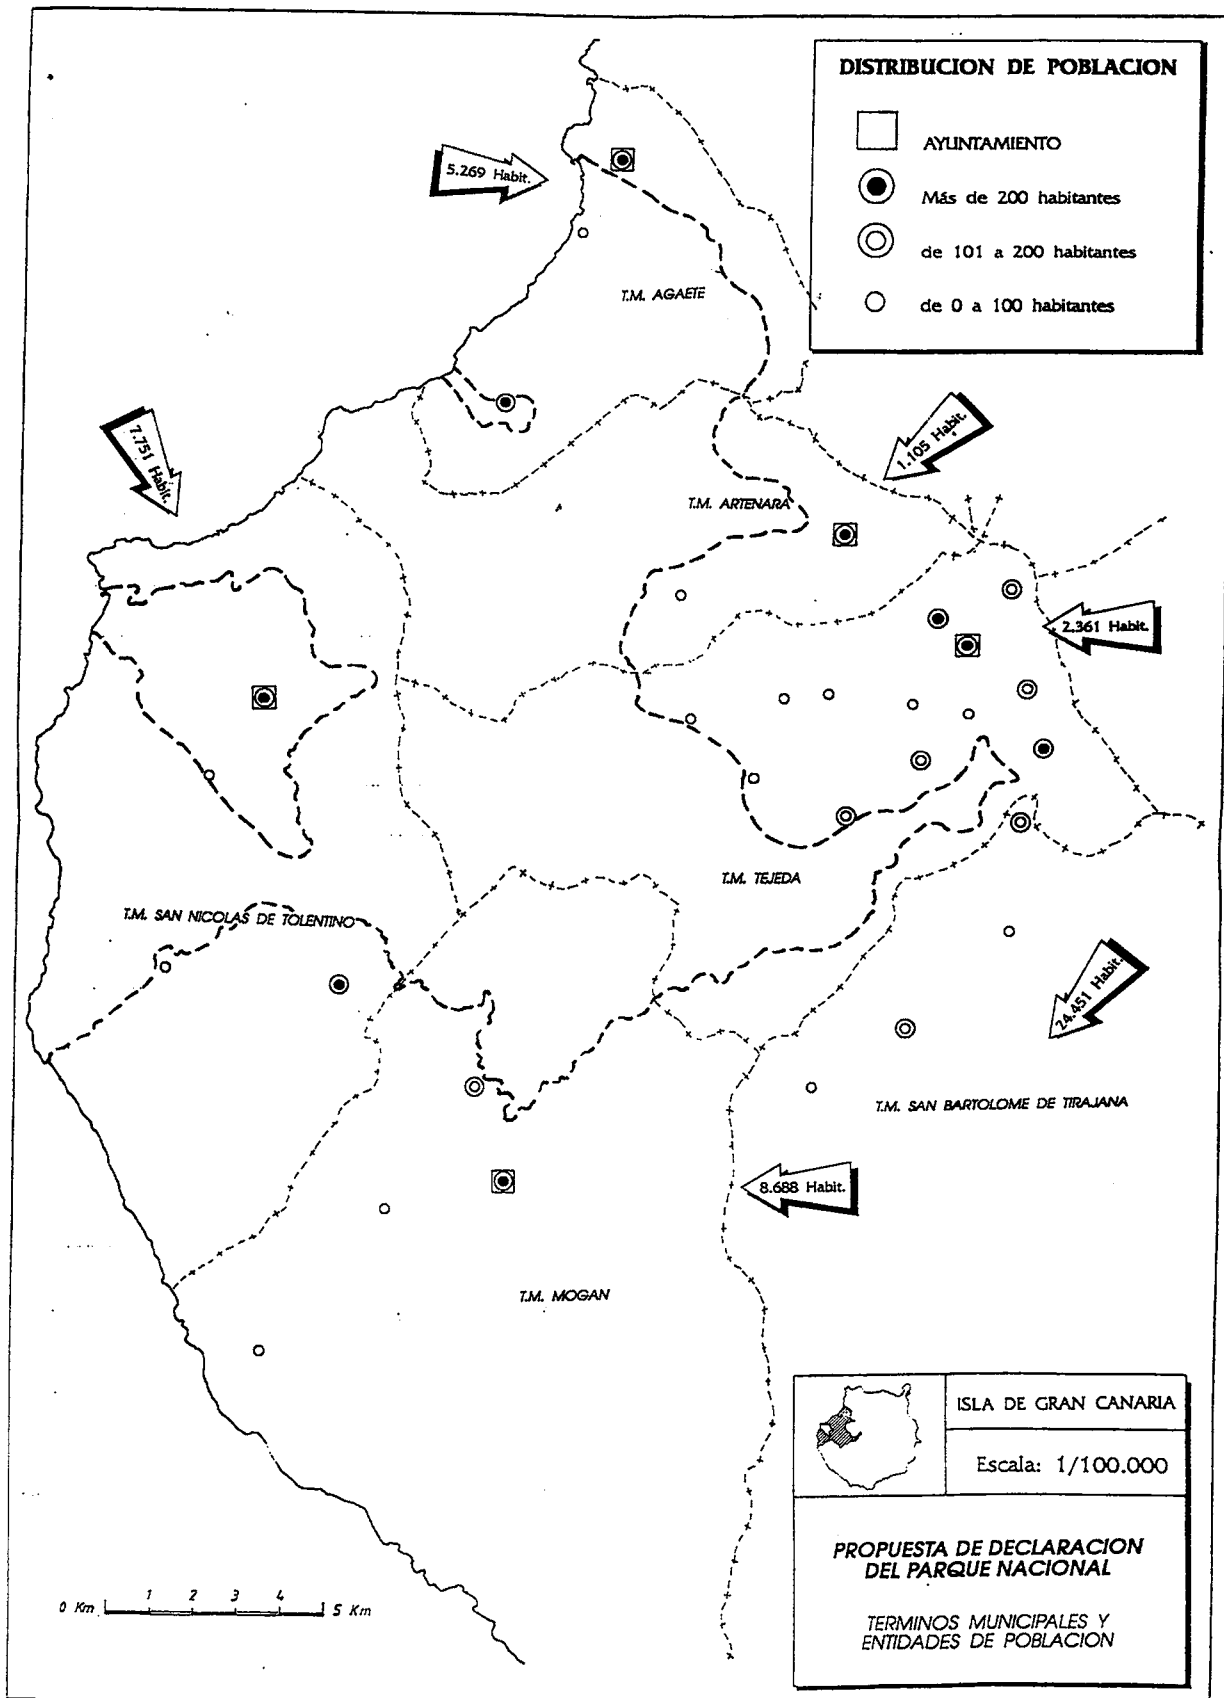 DISTRIBUCION DE POBLACION
AYUNTAMIENTO
Más de 200 habitantes
de 101 a 200 habitantes
de 0 a 100 habitantes
5.269 Habit.
T.M. AGAETE
7.751 Habit.
1.105 Habit.
T.M. ARTENARA
2.361 Habit.
T.M. TEJEDA
T.M. SAN NICOLAS DE TOLENTINO
24.451 Habit.
T.M. SAN BARTOLOME DE TIRAJANA
8.688 Habit.
T.M. MOGAN
ISLA DE GRAN CANARIA
Escala: 1/100.000
PROPUESTA DE DECLARACION
DEL PARQUE NACIONAL
TERMINOS MUNICIPALES Y
ENTIDADES DE POBLACION
0 Km 1 2 3 4 5 Km